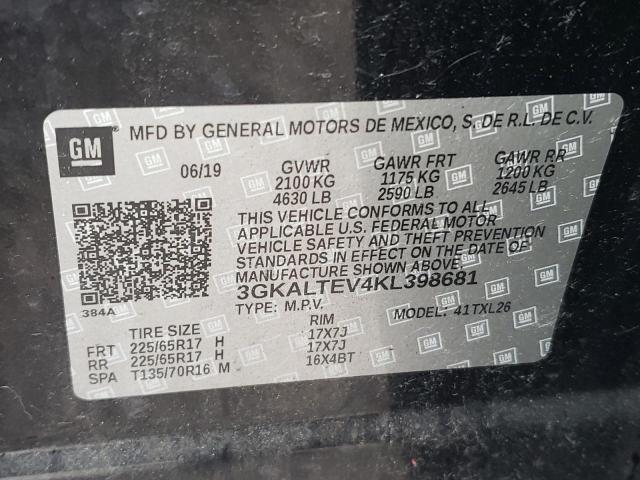 GM MFD BY GENERAL MOTORS DE MEXICO, S. DE R.L. DE C.V.
06/19 GVWR GAWR FRT GAWR RR
2100 KG 1175 KG 1200 KG
4630 LB 2590 LB 2645 LB
THIS VEHICLE CONFORMS TO ALL
APPLICABLE U.S. FEDERAL MOTOR
VEHICLE SAFETY AND THEFT PREVENTION
STANDARDS IN EFFECT ON THE DATE OF
MANUFACTURE SHOWN ABOVE.
3GKALTEV4KL398681
384A TYPE: M.P.V. MODEL: 41TXL26
TIRE SIZE RIM
FRT 225/65R17 H 17X7J
RR 225/65R17 H 17X7J
SPA T135/70R16 M 16X4BT